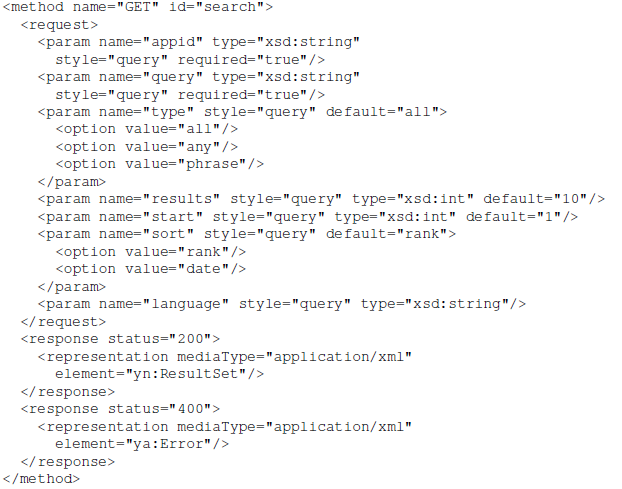 <method name="GET" id="search">
  <request>
    <param name="appid" type="xsd:string"
      style="query" required="true"/>
    <param name="query" type="xsd:string"
      style="query" required="true"/>
    <param name="type" style="query" default="all">
      <option value="all"/>
      <option value="any"/>
      <option value="phrase"/>
    </param>
    <param name="results" style="query" type="xsd:int" default="10"/>
    <param name="start" style="query" type="xsd:int" default="1"/>
    <param name="sort" style="query" default="rank">
      <option value="rank"/>
      <option value="date"/>
    </param>
    <param name="language" style="query" type="xsd:string"/>
  </request>
  <response status="200">
    <representation mediaType="application/xml"
      element="yn:ResultSet"/>
  </response>
  <response status="400">
    <representation mediaType="application/xml"
      element="ya:Error"/>
  </response>
</method>